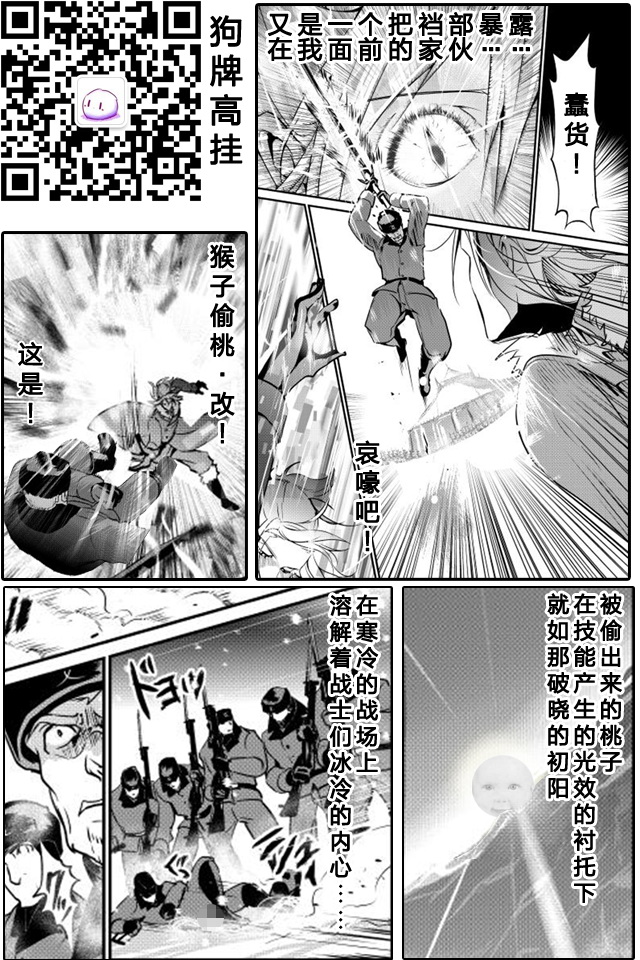 狗牌高挂
又是一个把裆部暴露
在我面前的家伙……
蠢货！
哀嚎吧！
猴子偷桃·改！
这是！
被偷出来的桃子
在技能产生的光效的衬托下
就如那破晓的初阳
在寒冷的战场上
溶解着战士们冰冷的内心……
ドドッ